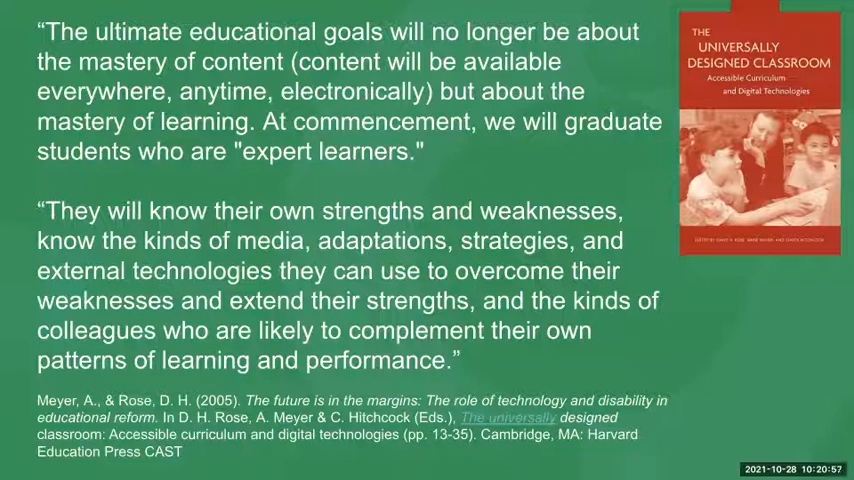 “The ultimate educational goals will no longer be about
the mastery of content (content will be available
everywhere, anytime, electronically) but about the
mastery of learning. At commencement, we will graduate
students who are "expert learners."
“They will know their own strengths and weaknesses,
know the kinds of media, adaptations, strategies, and
external technologies they can use to overcome their
weaknesses and extend their strengths, and the kinds of
colleagues who are likely to complement their own
patterns of learning and performance.”
Meyer, A., & Rose, D. H. (2005). The future is in the margins: The role of technology and disability in
educational reform. In D. H. Rose, A. Meyer & C. Hitchcock (Eds.), The universally designed
classroom: Accessible curriculum and digital technologies (pp. 13-35). Cambridge, MA: Harvard
Education Press CAST
THE
UNIVERSALLY
DESIGNED CLASSROOM
Accessible Curriculum
and Digital Technologies
2021-10-28 10:20:57